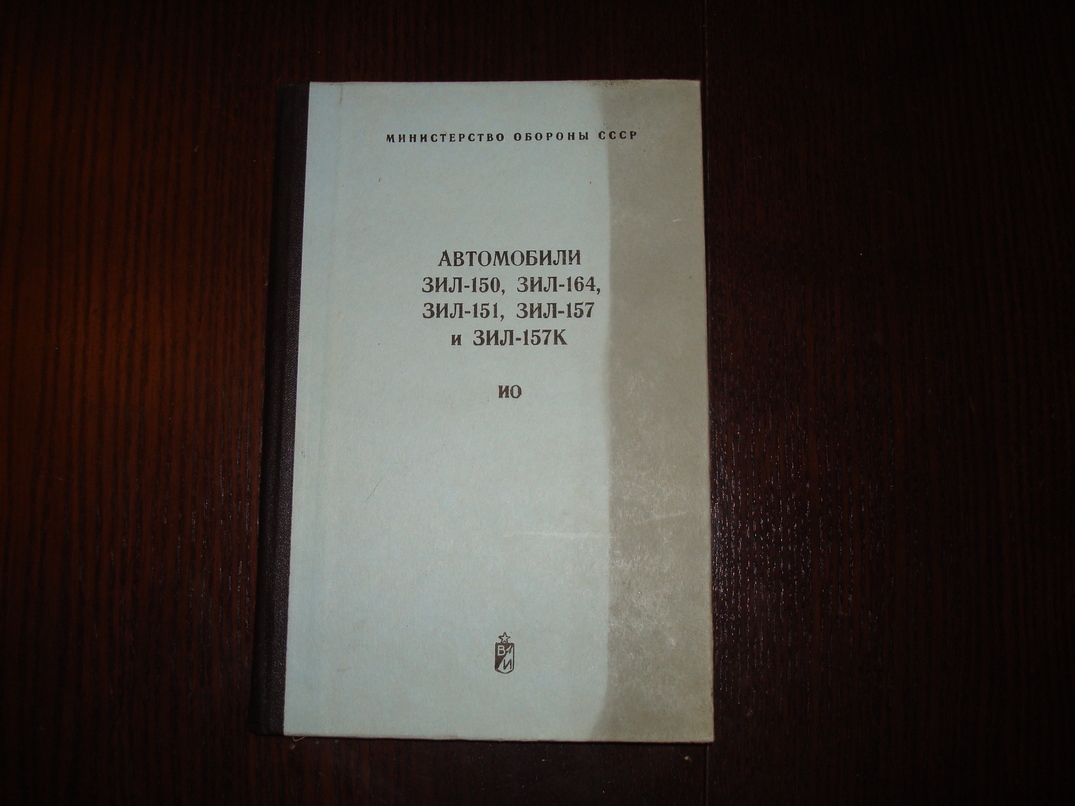 МИНИСТЕРСТВО ОБОРОНЫ СССР
АВТОМОБИЛИ
ЗИЛ-150, ЗИЛ-164,
ЗИЛ-151, ЗИЛ-157
и ЗИЛ-157К
ИО
В И